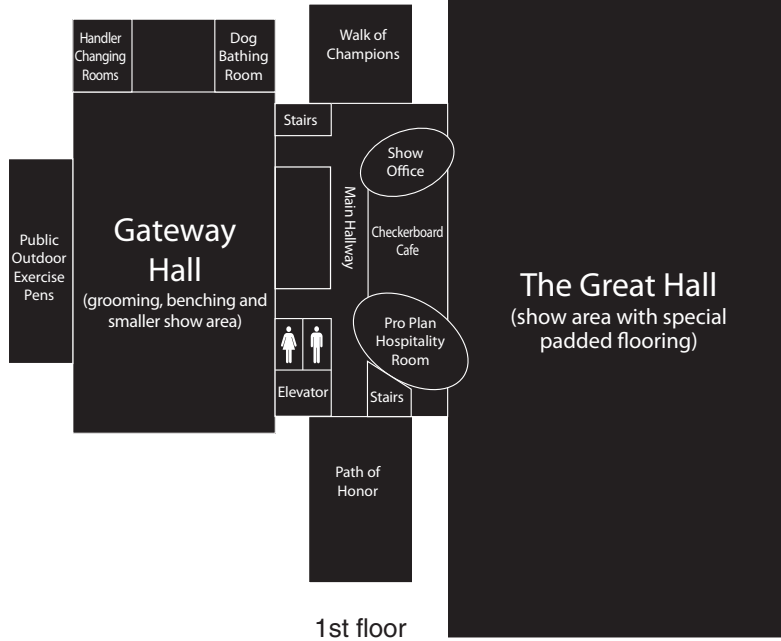 Handler
Changing
Rooms
Dog
Bathing
Room
Walk of
Champions
Stairs
Show
Office
Main Hallway
Checkerboard
Cafe
Public
Outdoor
Exercise
Pens
Gateway
Hall
(grooming, benching and
smaller show area)
The Great Hall
(show area with special
padded flooring)
Pro Plan
Hospitality
Room
Elevator
Stairs
Path of
Honor
1st floor